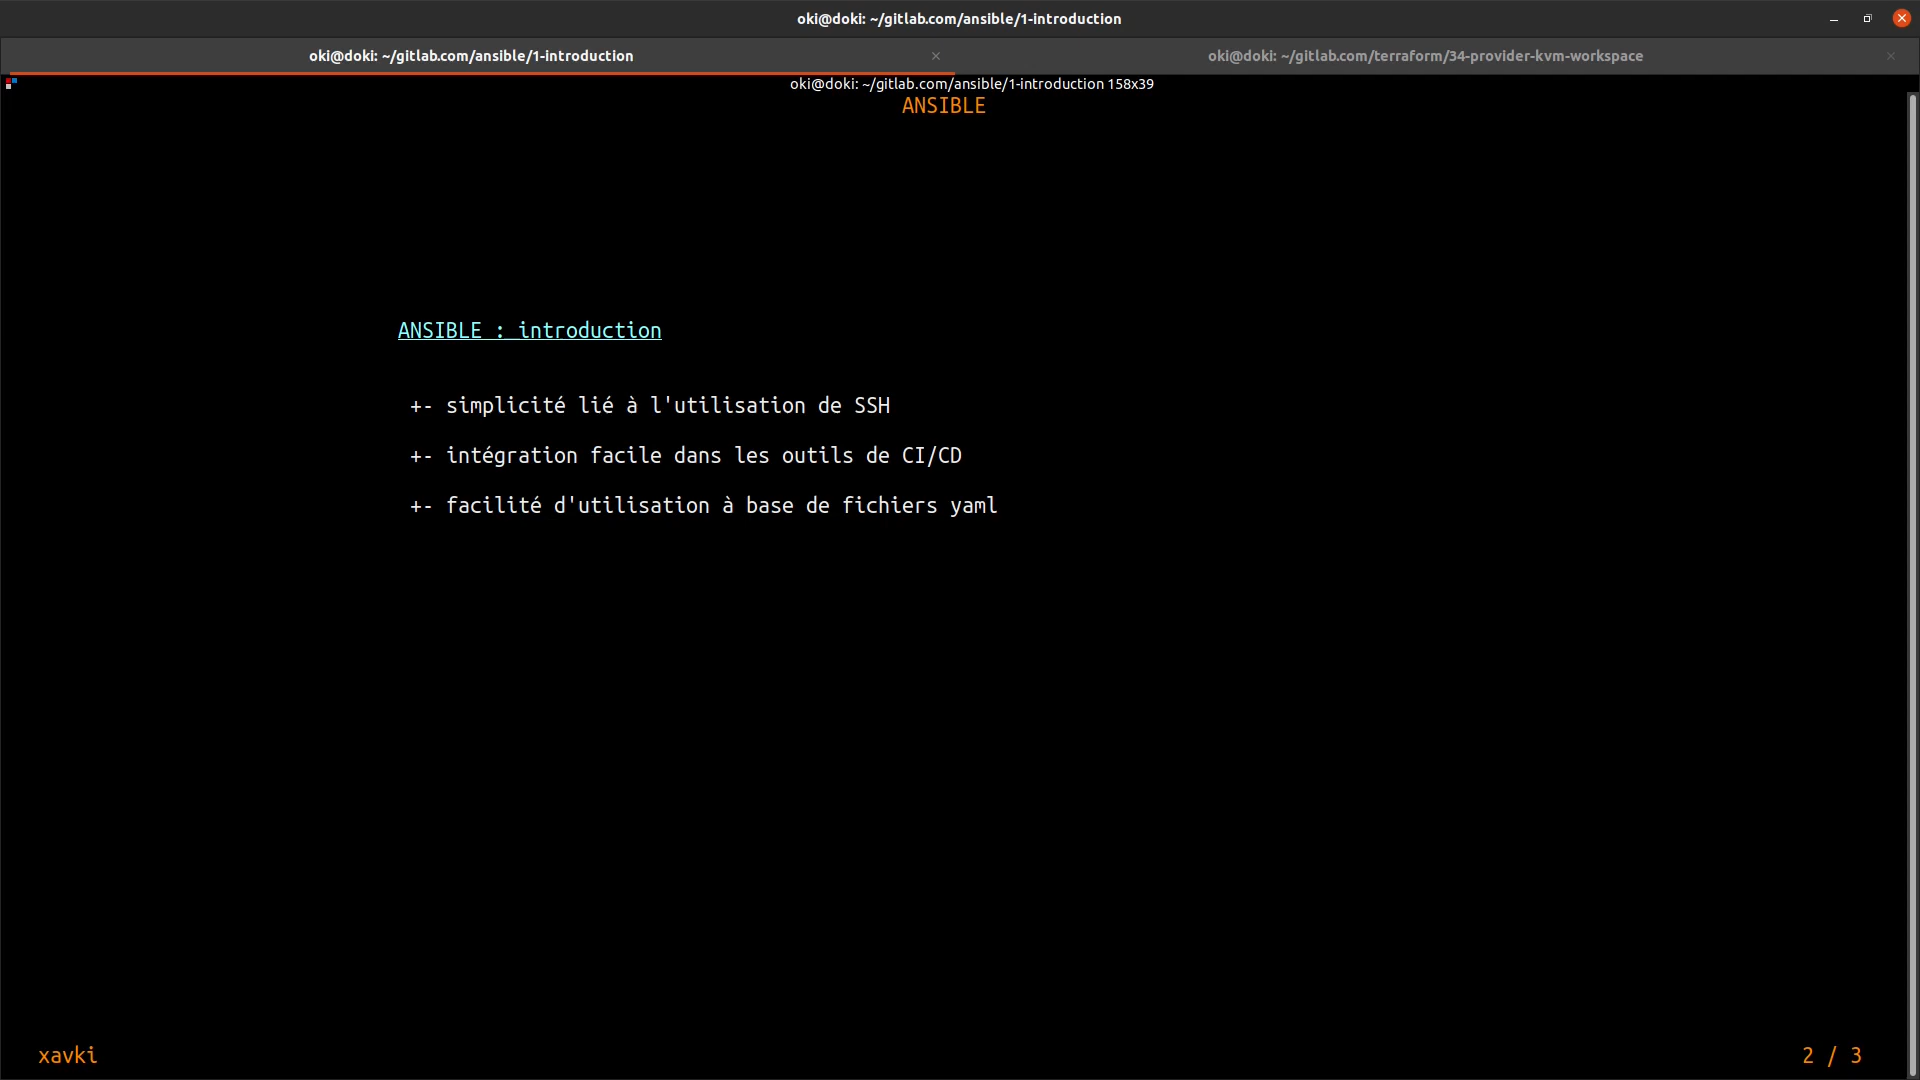 oki@doki: ~/gitlab.com/ansible/1-introduction
oki@doki: ~/gitlab.com/ansible/1-introduction
oki@doki: ~/gitlab.com/terraform/34-provider-kvm-workspace
oki@doki: ~/gitlab.com/ansible/1-introduction 158x39
ANSIBLE
ANSIBLE : introduction
+- simplicité lié à l'utilisation de SSH
+- intégration facile dans les outils de CI/CD
+- facilité d'utilisation à base de fichiers yaml
xavki
2 / 3